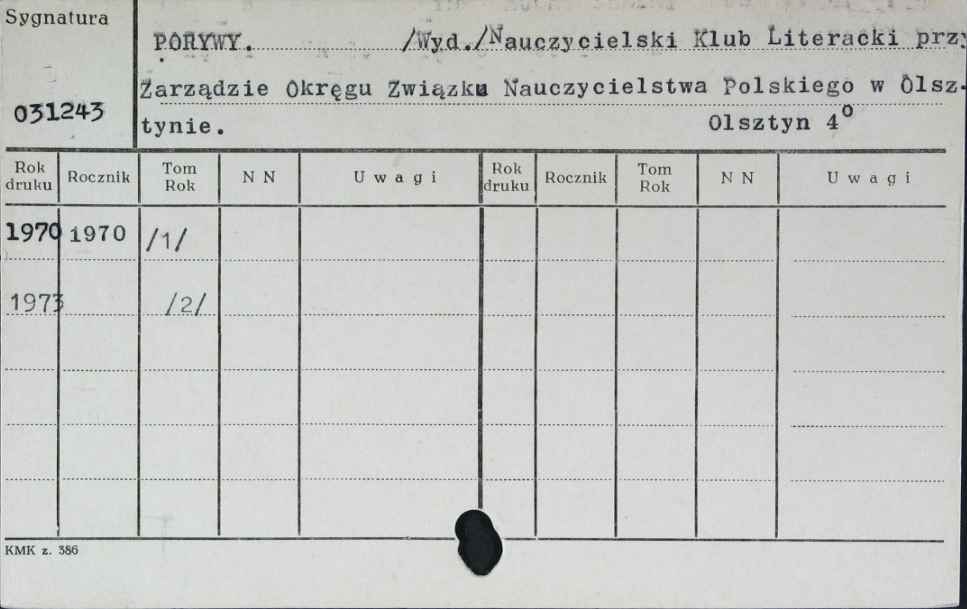 Sygnatura
PORYWY. /Wyd./Nauczycielski Klub Literacki przy
Zarządzie Okręgu Związku Nauczycielstwa Polskiego w Olsz-
031243
tynie. Olsztyn 4°
Rok druku Rocznik Tom Rok N N U w a g i Rok druku Rocznik Tom Rok N N U w a g i
1970 1970 /1/
1973 /2/
KMK z. 386